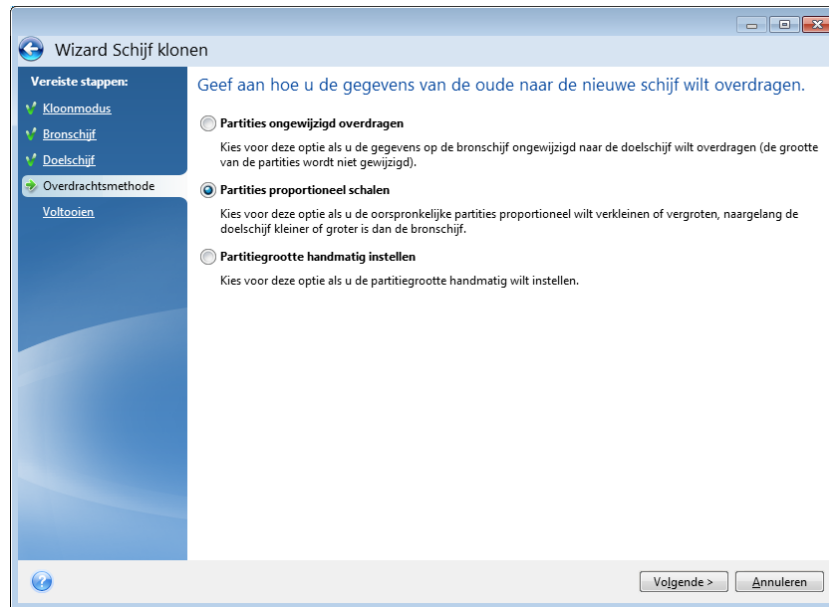 Wizard Schijf klonen
Vereiste stappen:
Kloonmodus
Bronschijf
Doelschijf
Overdrachtsmethode
Voltooien
Geef aan hoe u de gegevens van de oude naar de nieuwe schijf wilt overdragen.
Partities ongewijzigd overdragen
Kies voor deze optie als u de gegevens op de bronschijf ongewijzigd naar de doelschijf wilt overdragen (de grootte
van de partities wordt niet gewijzigd).
Partities proportioneel schalen
Kies voor deze optie als u de oorspronkelijke partities proportioneel wilt verkleinen of vergroten, naargelang de
doelschijf kleiner of groter is dan de bronschijf.
Partitiegrootte handmatig instellen
Kies voor deze optie als u de partitiegrootte handmatig wilt instellen.
Volgende >
Annuleren